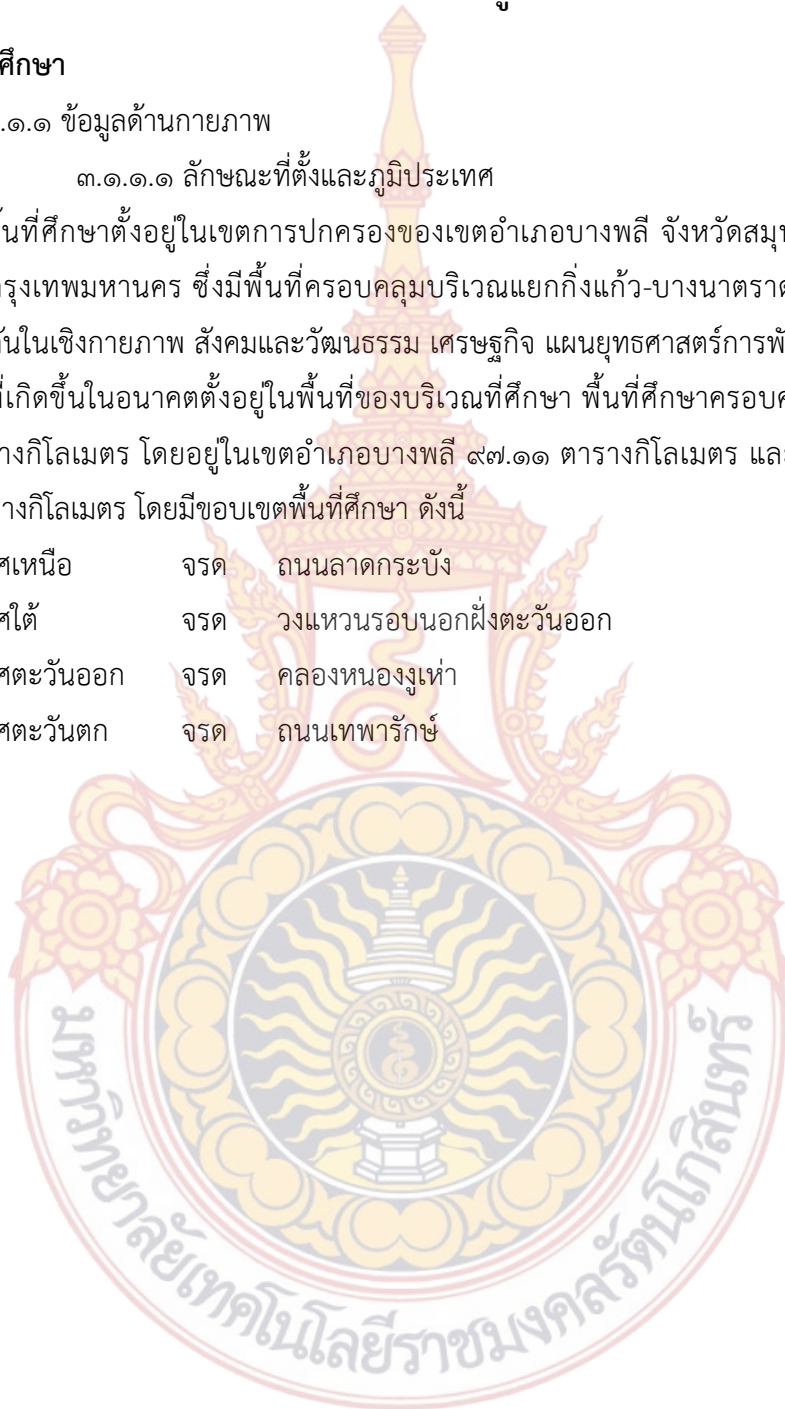 ศึกษา
.๑.๑ ข้อมูลด้านกายภาพ
๓.๑.๑.๑ ลักษณะที่ตั้งและภูมิประเทศ
้นที่ศึกษาตั้งอยู่ในเขตการปกครองของเขตอำเภอบางพลี จังหวัดสมุท
กรุงเทพมหานคร ซึ่งมีพื้นที่ครอบคลุมบริเวณแยกกิ่งแก้ว-บางนาตราด
กันในเชิงกายภาพ สังคมและวัฒนธรรม เศรษฐกิจ แผนยุทธศาสตร์การพั
ที่เกิดขึ้นในอนาคตตั้งอยู่ในพื้นที่ของบริเวณที่ศึกษา พื้นที่ศึกษาครอบค
างกิโลเมตร โดยอยู่ในเขตอำเภอบางพลี ๙๗.๑๑ ตารางกิโลเมตร และ
างกิโลเมตร โดยมีขอบเขตพื้นที่ศึกษา ดังนี้
ศเหนือ จรด ถนนลาดกระบัง
ศใต้ จรด วงแหวนรอบนอกฝั่งตะวันออก
ศตะวันออก จรด คลองหนองงูเห่า
ศตะวันตก จรด ถนนเทพารักษ์
มหาวิทยาลัยเทคโนโลยีราชมงคลรัตนโกสินทร์